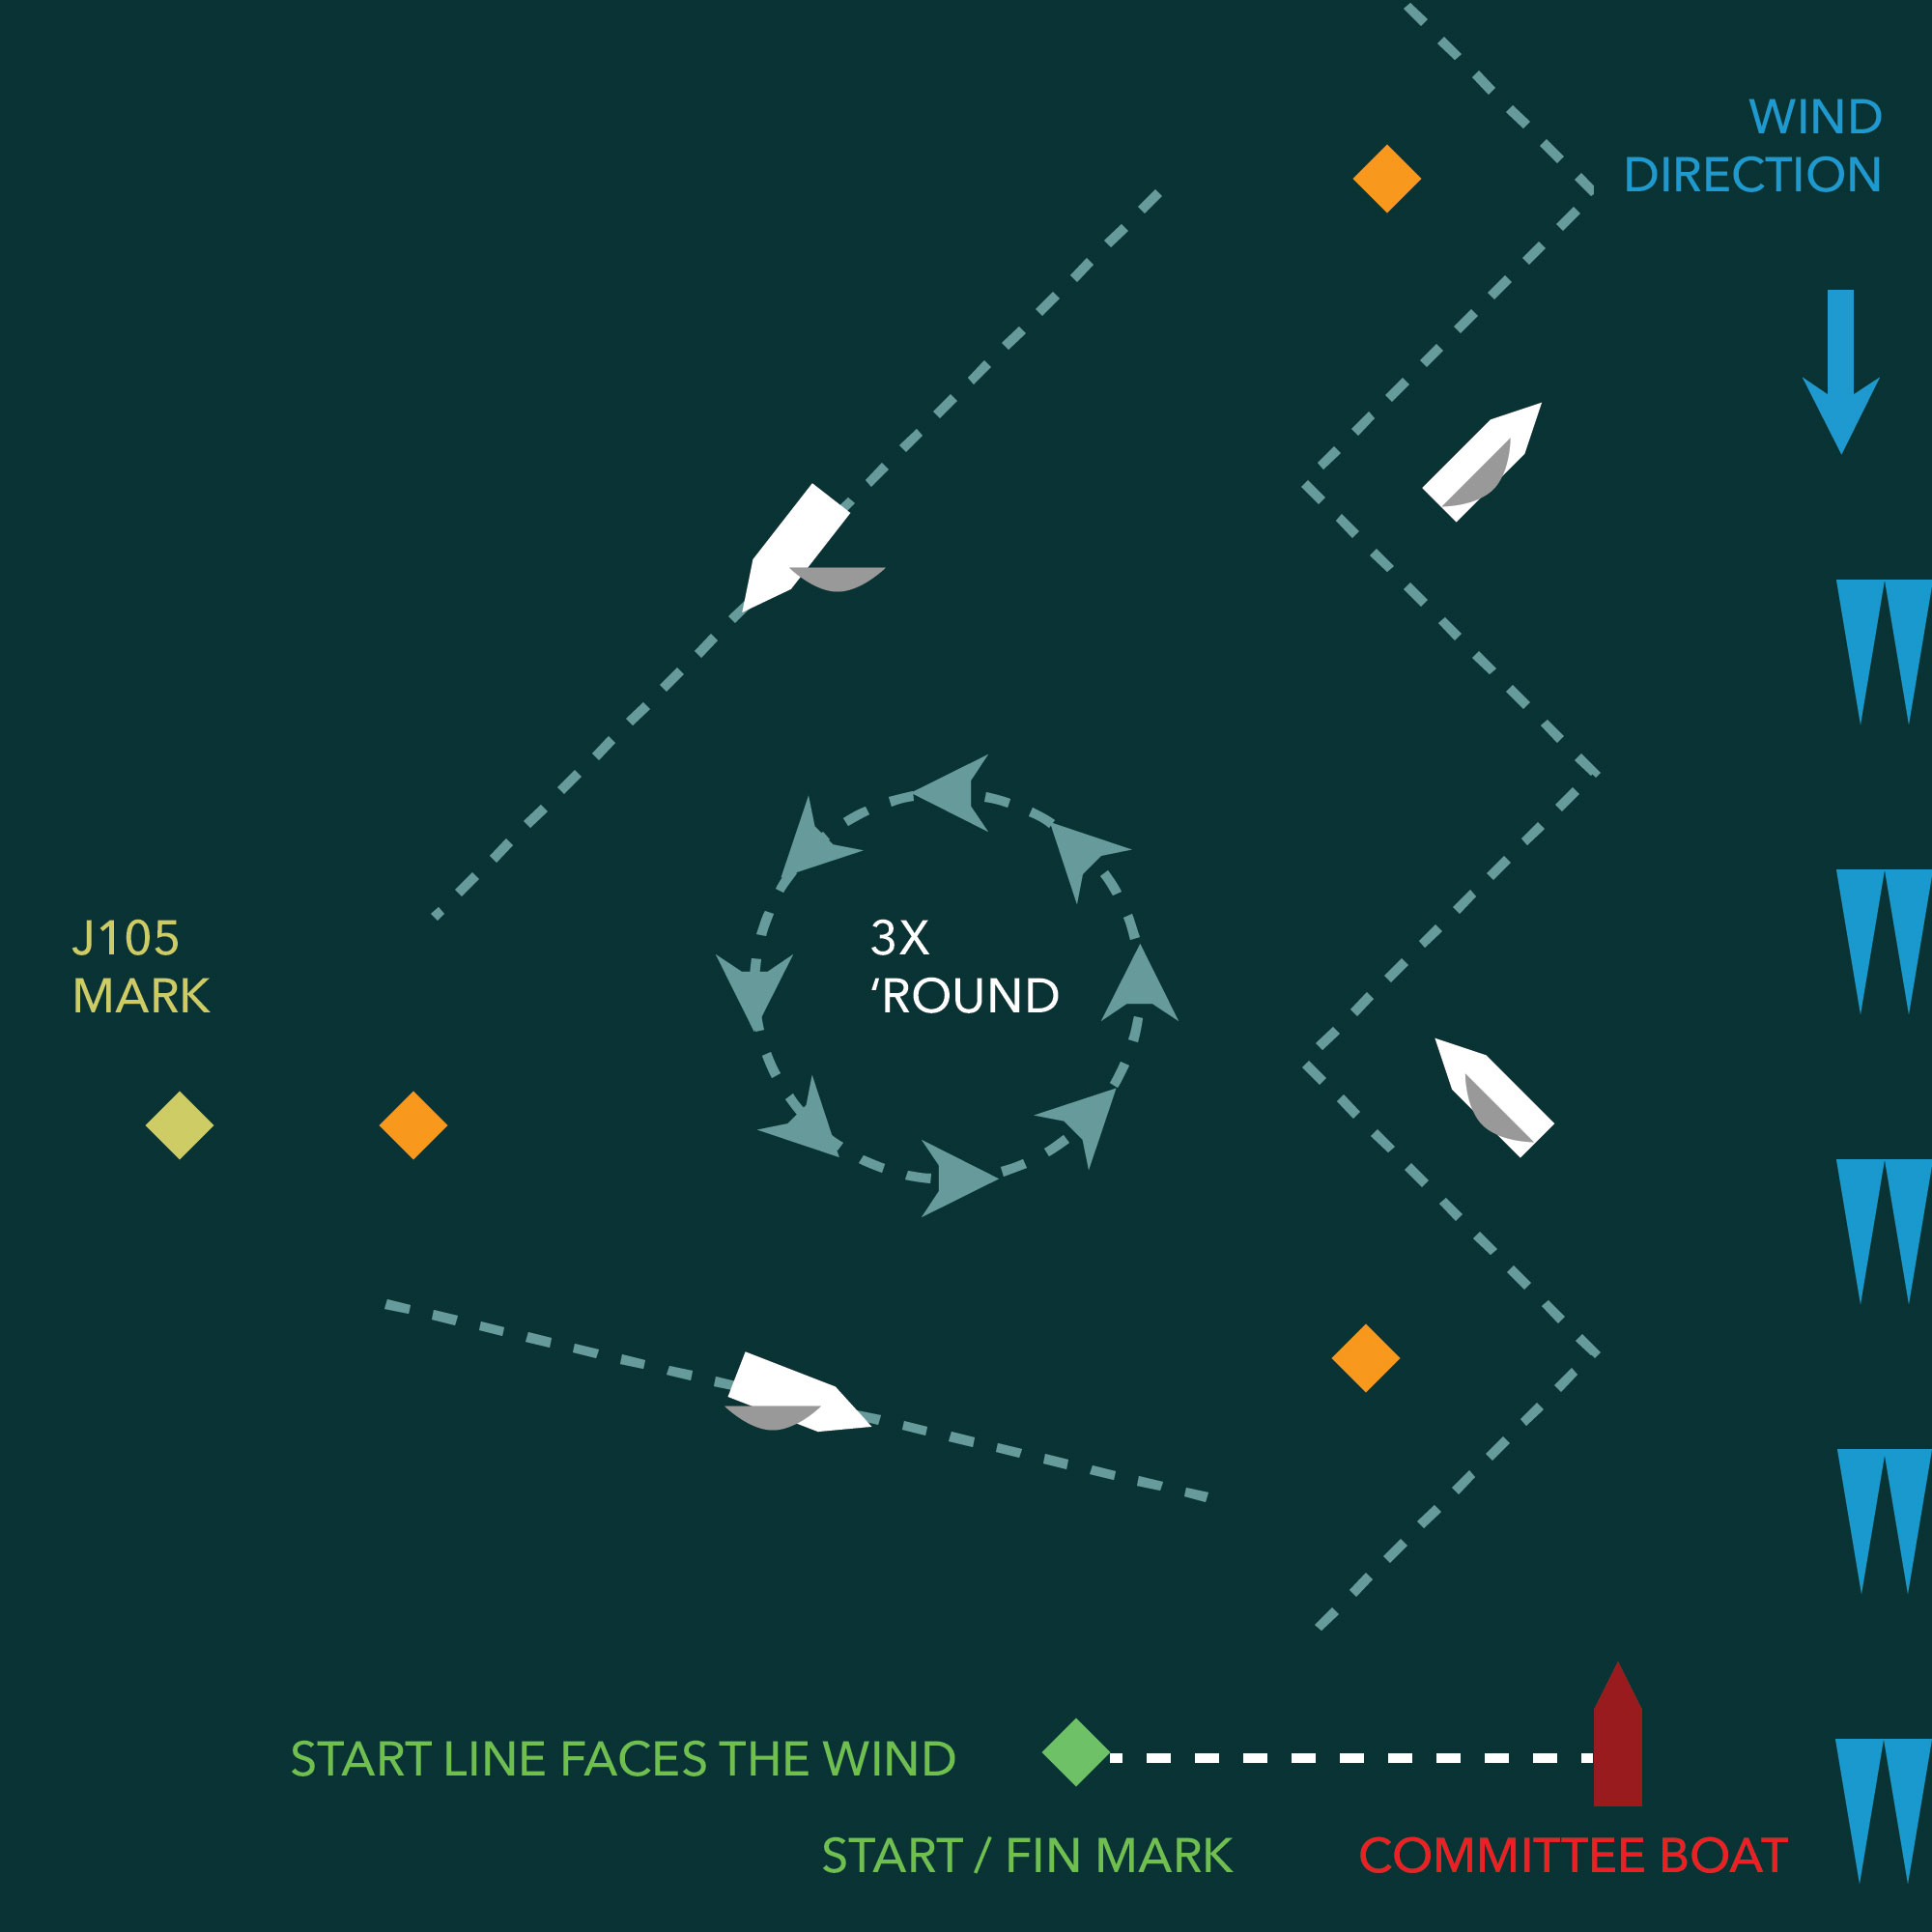 WIND
DIRECTION
J105
MARK
3X
‘ROUND
START LINE FACES THE WIND
START / FIN MARK
COMMITTEE BOAT